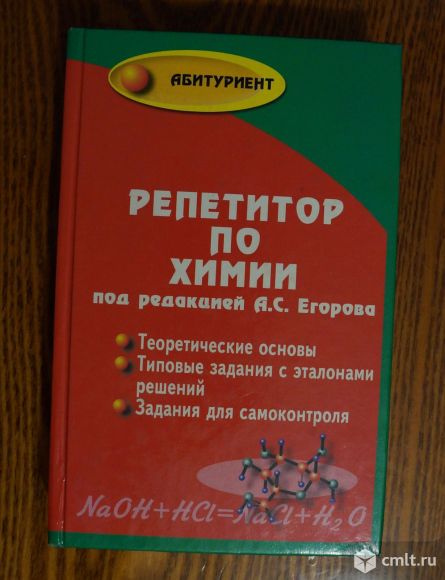 АБИТУРИЕНТ
РЕПЕТИТОР
ПО
ХИМИИ
под редакцией А.С. Егорова
Теоретические основы
Типовые задания с эталонами
решений
Задания для самоконтроля
NaOH+HCl=NaCl+H₂O
cmlt.ru